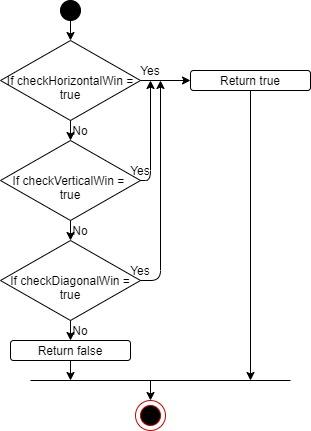 If checkHorizontalWin =
true
Yes
Return true
No
If checkVerticalWin =
true
Yes
No
If checkDiagonalWin =
true
Yes
No
Return false